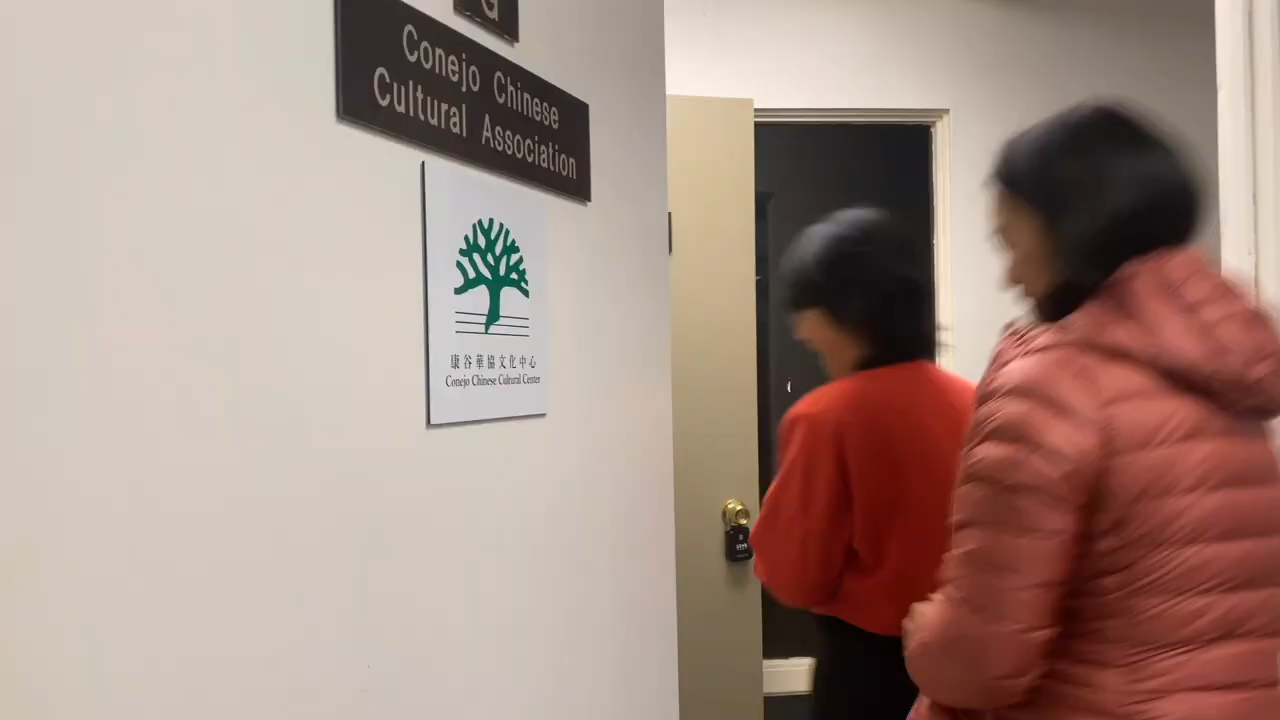 G
Conejo Chinese
Cultural Association
康谷華協文化中心
Conejo Chinese Cultural Center